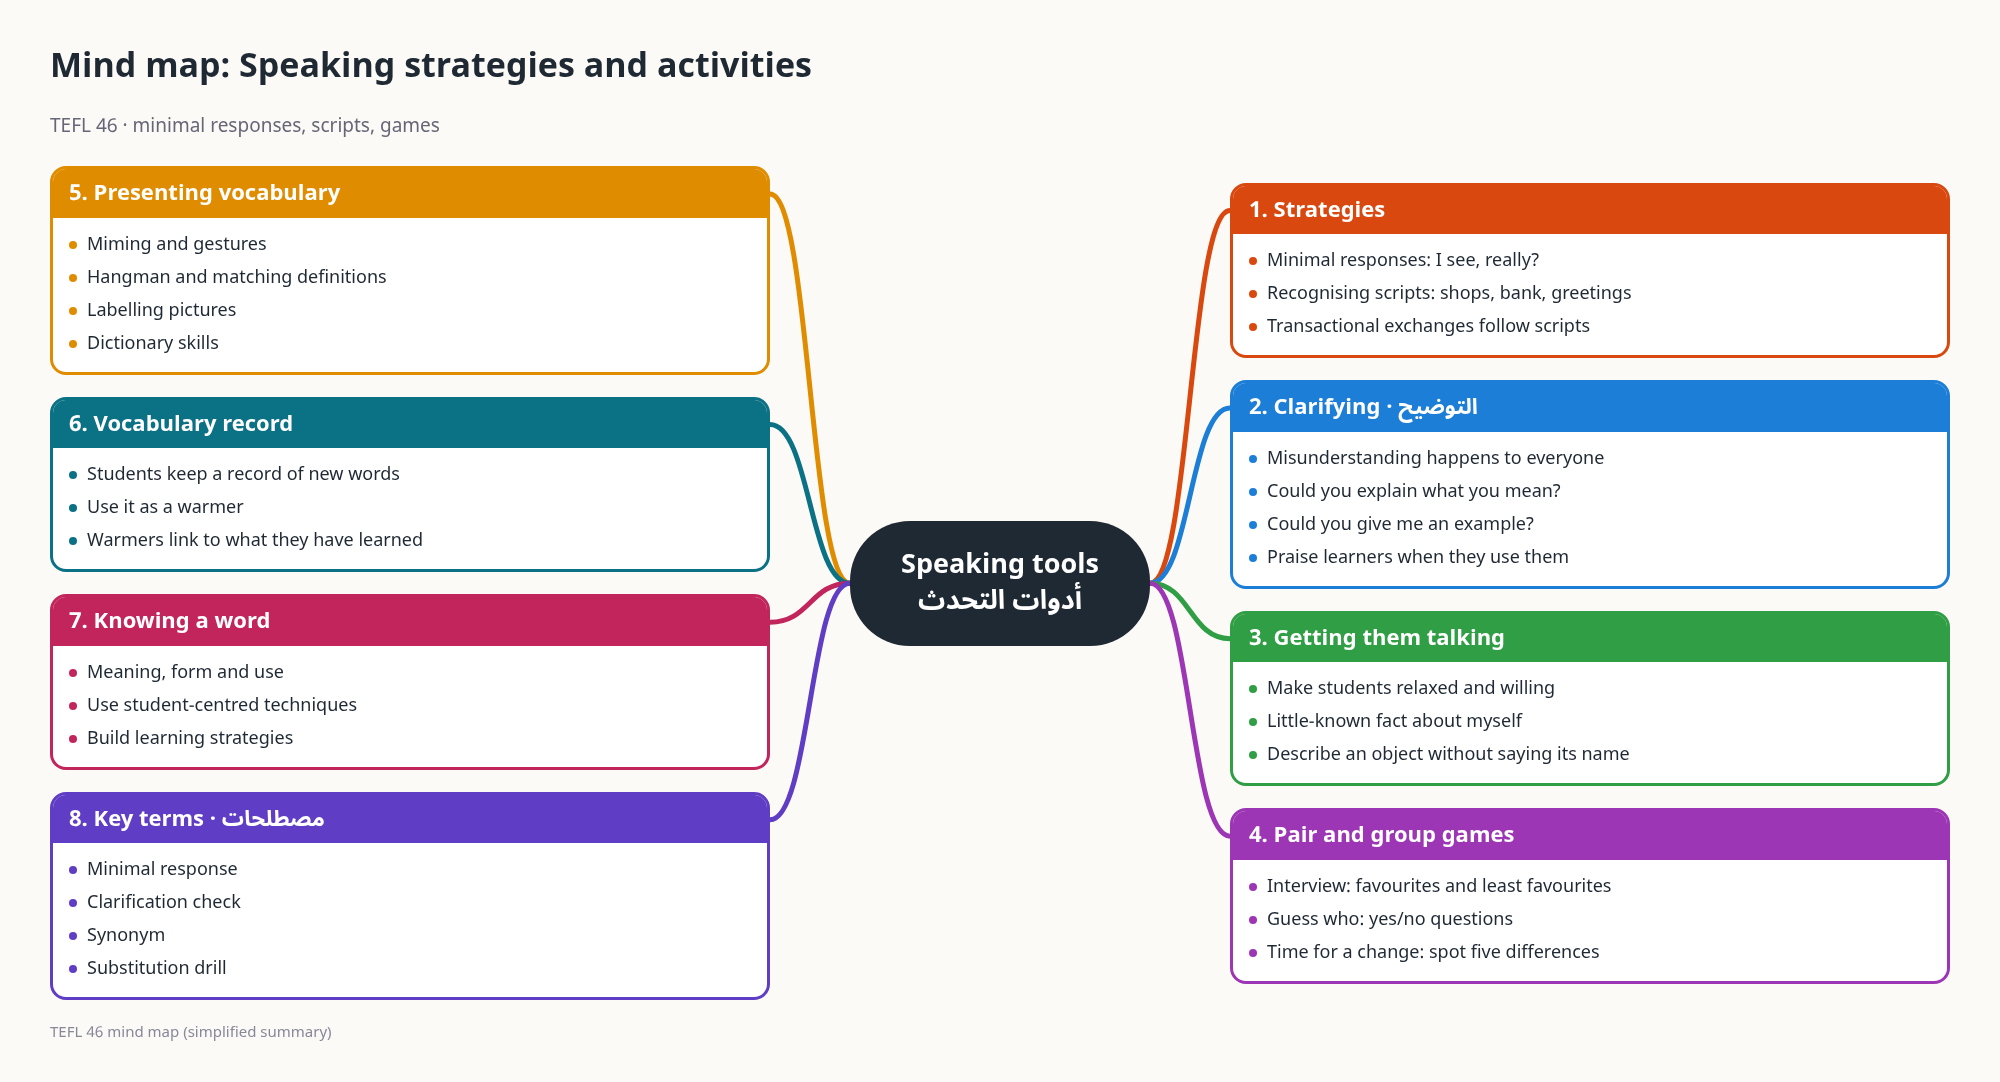 Mind map: Speaking strategies and activities
TEFL 46 · minimal responses, scripts, games
1. Strategies
Minimal responses: I see, really?
Recognising scripts: shops, bank, greetings
Transactional exchanges follow scripts
2. Clarifying · التوضيح
Misunderstanding happens to everyone
Could you explain what you mean?
Could you give me an example?
Praise learners when they use them
3. Getting them talking
Make students relaxed and willing
Little-known fact about myself
Describe an object without saying its name
4. Pair and group games
Interview: favourites and least favourites
Guess who: yes/no questions
Time for a change: spot five differences
5. Presenting vocabulary
Miming and gestures
Hangman and matching definitions
Labelling pictures
Dictionary skills
6. Vocabulary record
Students keep a record of new words
Use it as a warmer
Warmers link to what they have learned
7. Knowing a word
Meaning, form and use
Use student-centred techniques
Build learning strategies
8. Key terms · مصطلحات
Minimal response
Clarification check
Synonym
Substitution drill
Speaking tools
أدوات التحدث
TEFL 46 mind map (simplified summary)